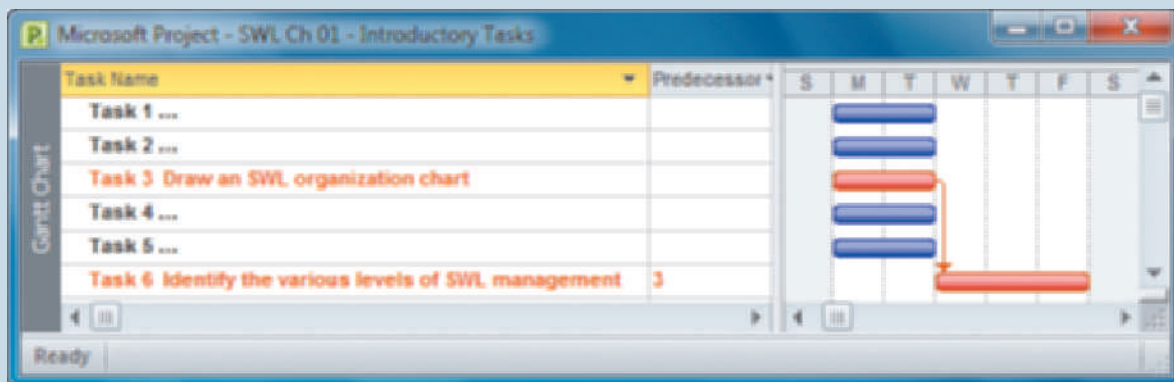 Microsoft Project - SWL Ch 01 - Introductory Tasks
Gantt Chart
Task Name Predecessor S M T W T F S
Task 1 ...
Task 2 ...
Task 3 Draw an SWL organization chart
Task 4 ...
Task 5 ...
Task 6 Identify the various levels of SWL management 3
Ready